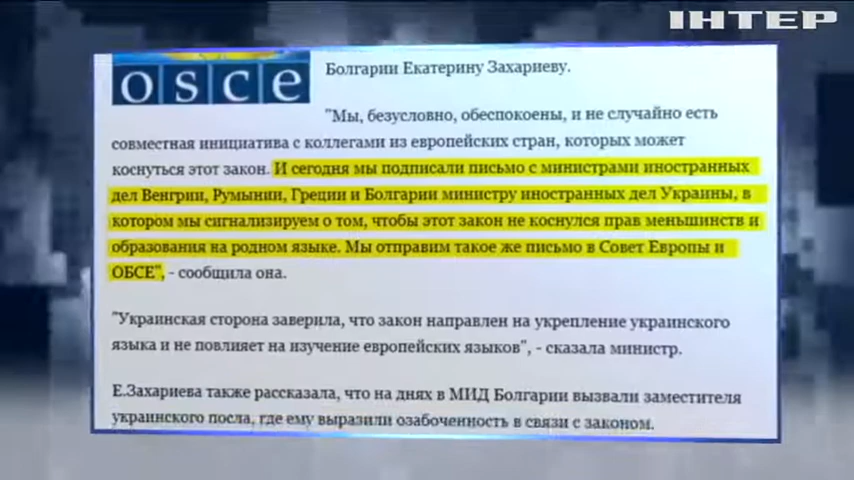 ІНТЕР
OSCE
Болгарии Екатерину Захариеву.
"Мы, безусловно, обеспокоены, и не случайно есть
совместная инициатива с коллегами из европейских стран, которых может
коснуться этот закон. И сегодня мы подписали письмо с министрами иностранных
дел Венгрии, Румынии, Греции и Болгарии министру иностранных дел Украины, в
котором мы сигнализируем о том, чтобы этот закон не коснулся прав меньшинств и
образования на родном языке. Мы отправим такое же письмо в Совет Европы и
ОБСЕ", - сообщила она.
"Украинская сторона заверила, что закон направлен на укрепление украинского
языка и не повлияет на изучение европейских языков", - сказала министр.
Е.Захариева также рассказала, что на днях в МИД Болгарии вызвали заместителя
украинского посла, где ему выразили озабоченность в связи с законом.